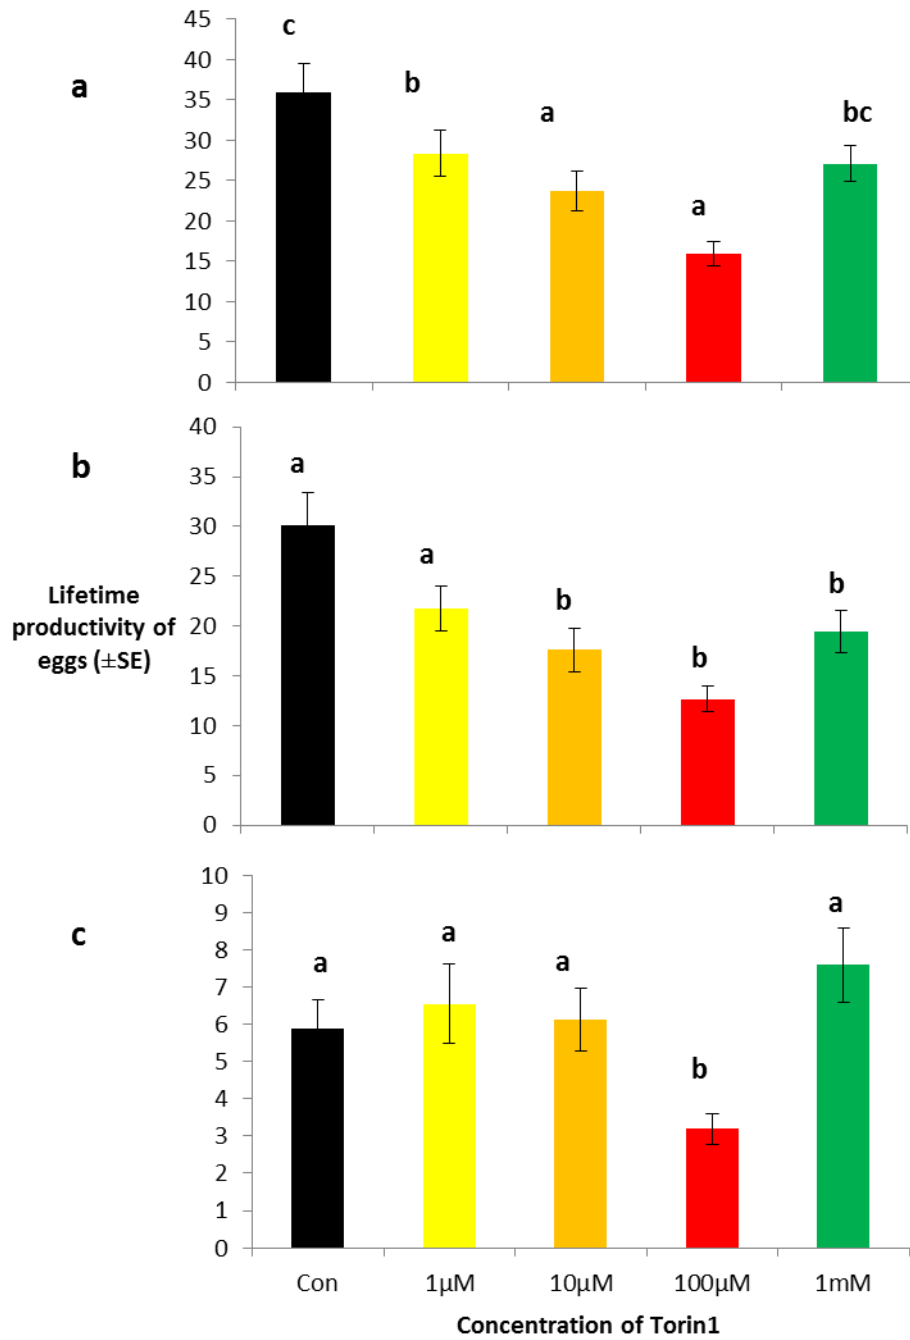 a
45
40
35
30
25
20
15
10
5
0
c
b
a
a
bc
b
40
35
30
25
20
15
10
5
0
a
a
b
b
b
Lifetime
productivity of
eggs (±SE)
c
10
9
8
7
6
5
4
3
2
1
0
a
a
a
b
a
Con 1µM 10µM 100µM 1mM
Concentration of Torin1